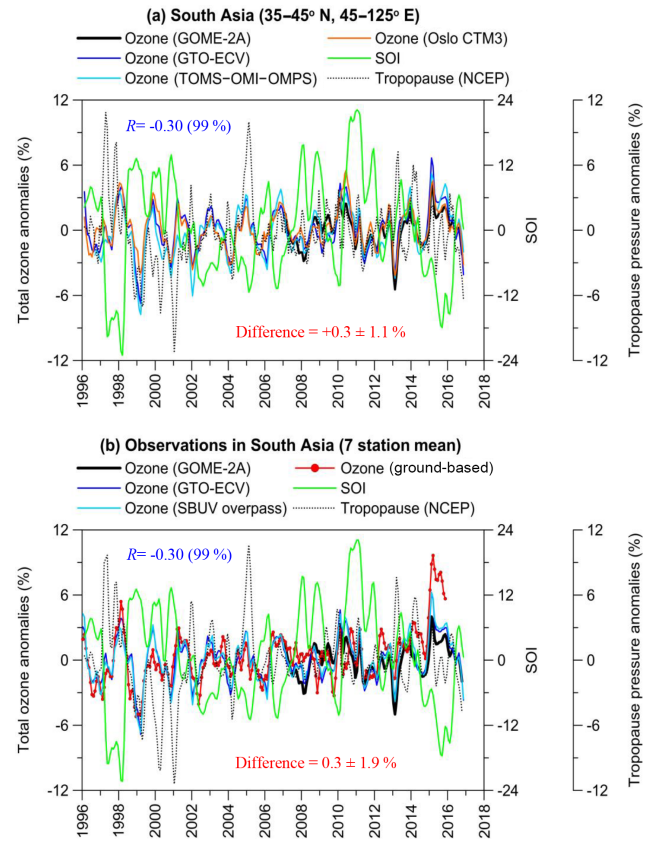 (a) South Asia (35–45º N, 45–125º E)
Ozone (GOME-2A)
Ozone (Oslo CTM3)
Ozone (GTO-ECV)
SOI
Ozone (TOMS−OMI−OMPS)
Tropopause (NCEP)
R= -0.30 (99 %)
Difference = +0.3 ± 1.1 %
Total ozone anomalies (%)
12
6
0
-6
-12
SOI
24
12
0
-12
-24
Tropopause pressure anomalies (%)
12
6
0
-6
-12
1996 1998 2000 2002 2004 2006 2008 2010 2012 2014 2016 2018
(b) Observations in South Asia (7 station mean)
Ozone (GOME-2A)
Ozone (ground-based)
Ozone (GTO-ECV)
SOI
Ozone (SBUV overpass)
Tropopause (NCEP)
R= -0.30 (99 %)
Difference = 0.3 ± 1.9 %
Total ozone anomalies (%)
12
6
0
-6
-12
SOI
24
12
0
-12
-24
Tropopause pressure anomalies (%)
12
6
0
-6
-12
1996 1998 2000 2002 2004 2006 2008 2010 2012 2014 2016 2018